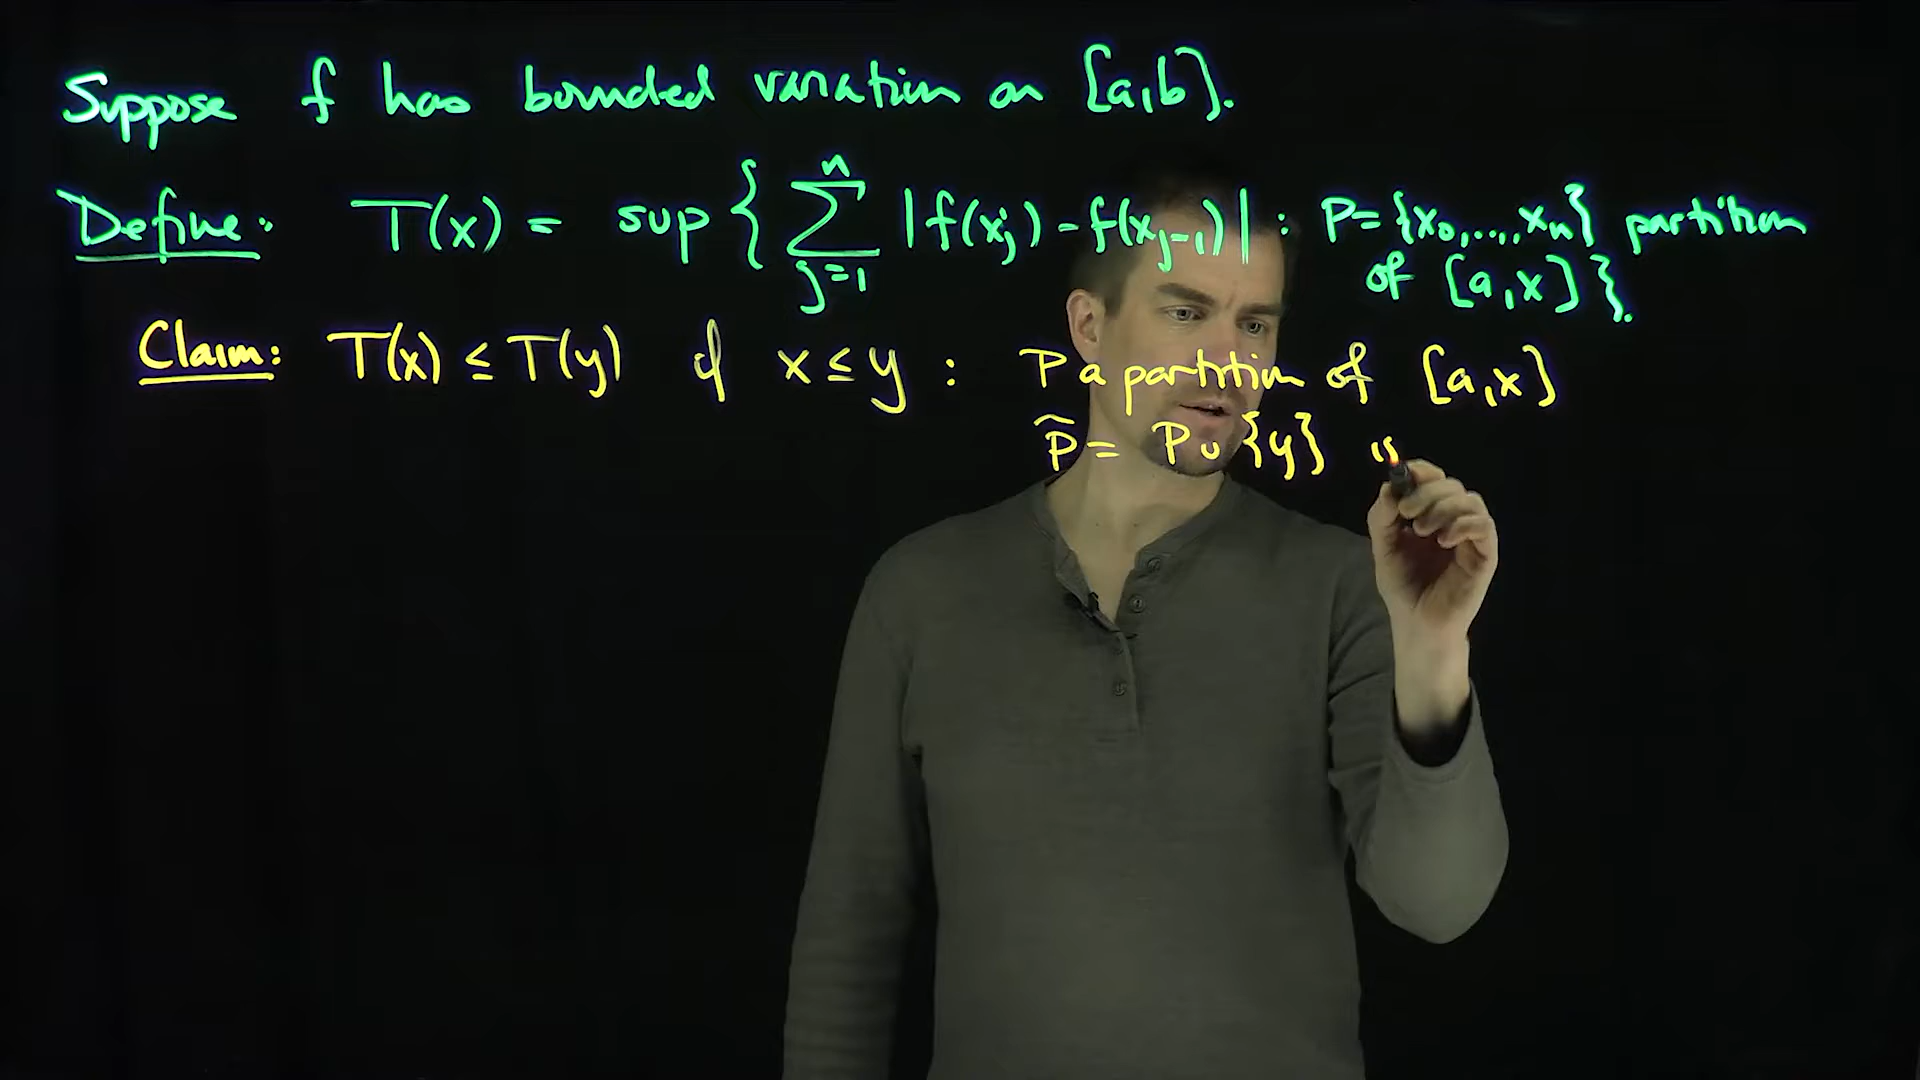 Suppose f has bounded variation on [a,b].
Define: T(x) = sup { ∑_{j=1}^{n} |f(x_j) - f(x_{j-1})| : P = {x_0,...,x_n} partition
of [a,x] }.
Claim: T(x) ≤ T(y) if x ≤ y : P a partition of [a,x]
P̃ = P ∪ {y} is